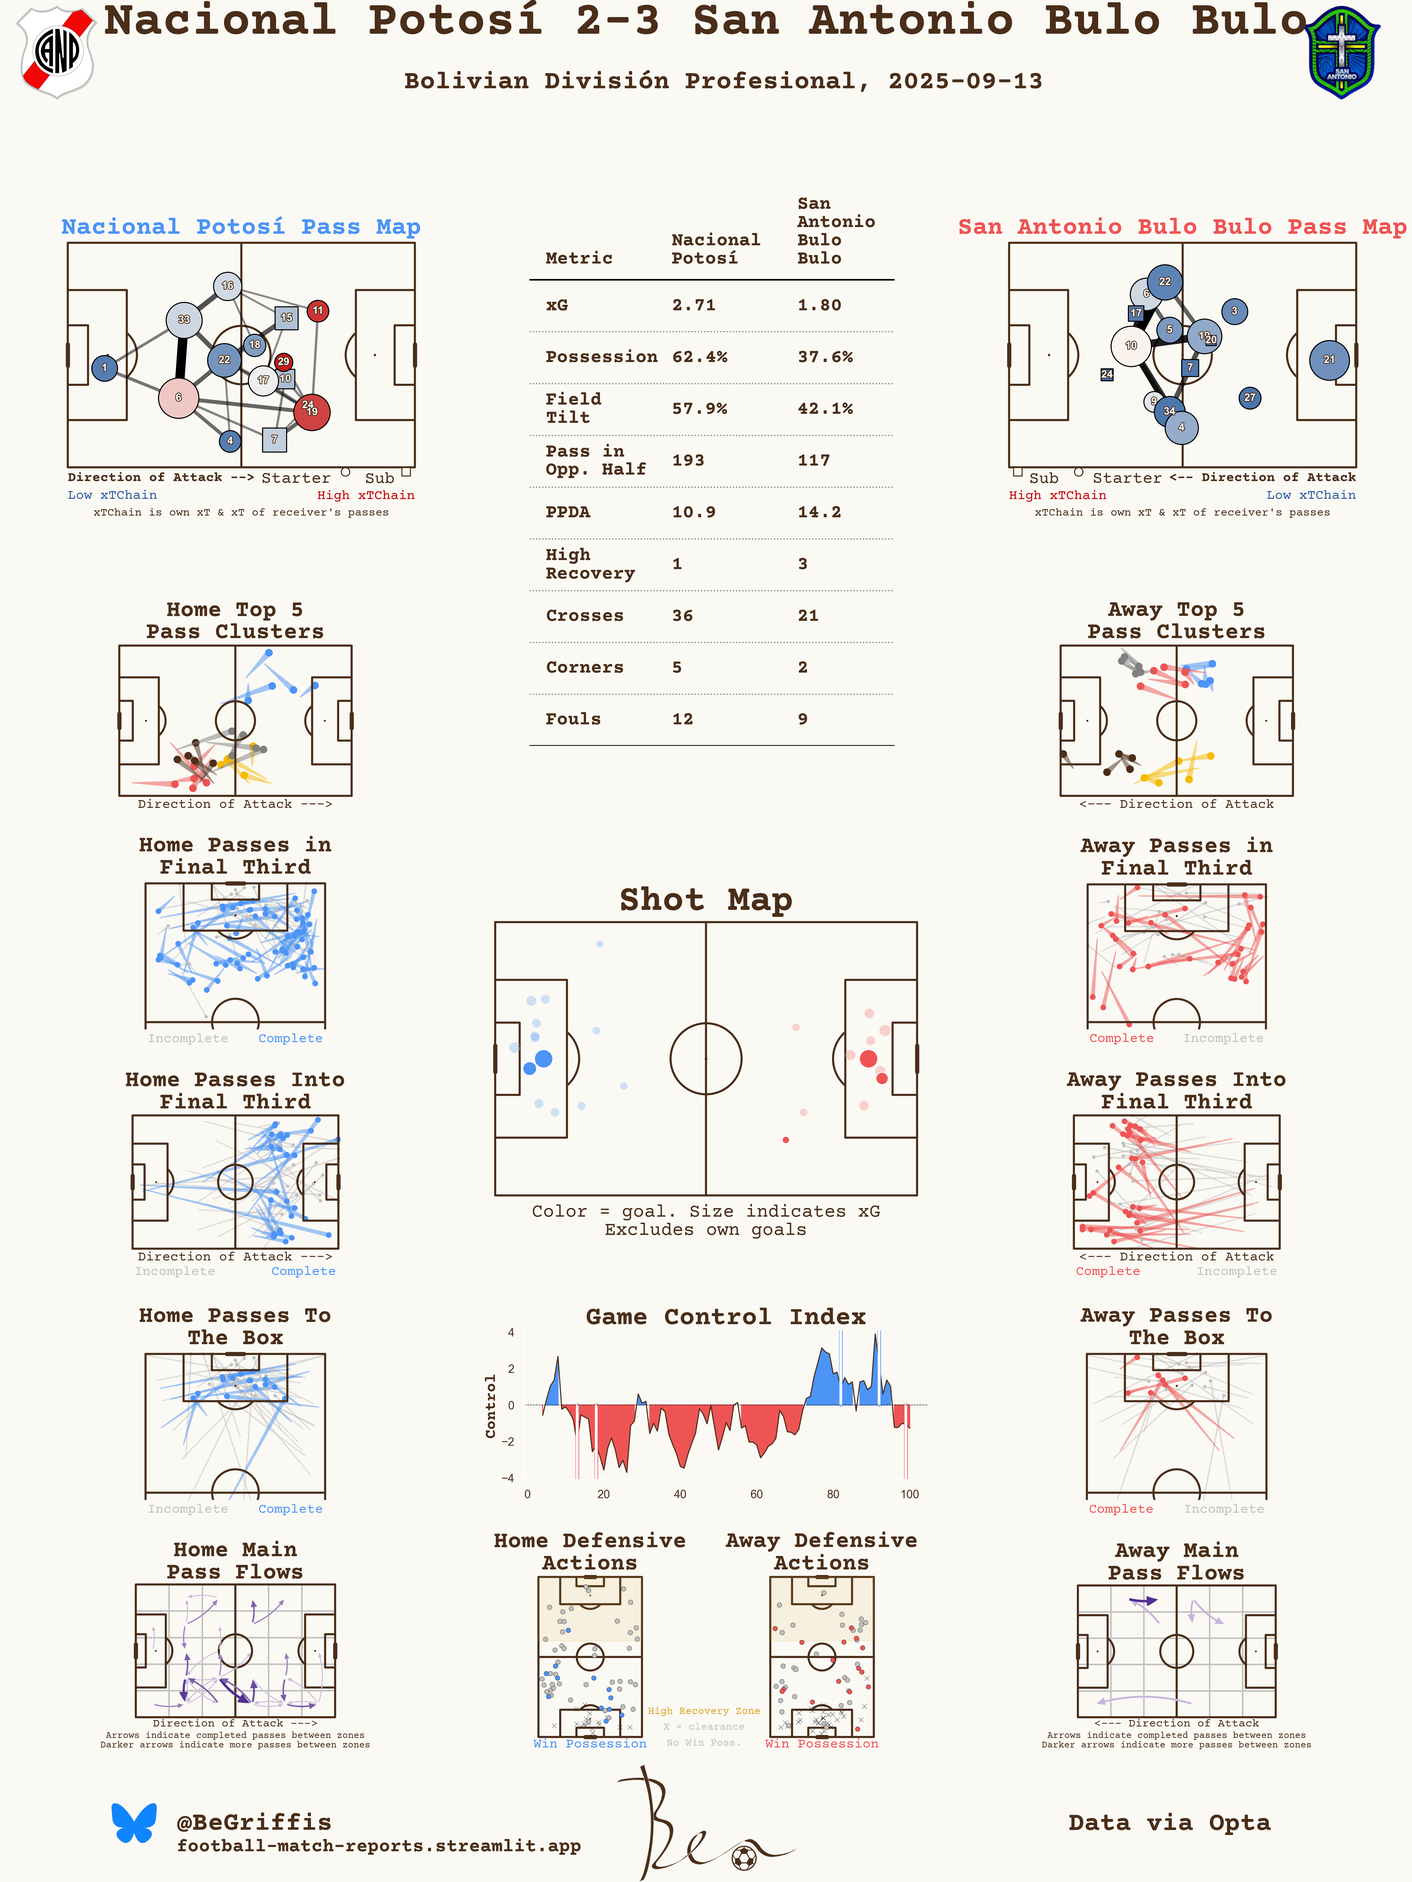 Nacional Potosí 2-3 San Antonio Bulo Bulo
Bolivian División Profesional, 2025-09-13
CANP
SAN ANTONIO
Nacional Potosí Pass Map
16
11
33
15
18
22
29
1
17
10
6
24
19
4
7
Direction of Attack --> Starter Sub
Low xTChain High xTChain
xTChain is own xT & xT of receiver's passes
Metric Nacional Potosí San Antonio Bulo Bulo
xG 2.71 1.80
Possession 62.4% 37.6%
Field Tilt 57.9% 42.1%
Pass in Opp. Half 193 117
PPDA 10.9 14.2
High Recovery 1 3
Crosses 36 21
Corners 5 2
Fouls 12 9
San Antonio Bulo Bulo Pass Map
22
6
17
3
5
20
10
21
7
24
9
27
34
4
Sub Starter <-- Direction of Attack
High xTChain Low xTChain
xTChain is own xT & xT of receiver's passes
Home Top 5
Pass Clusters
Direction of Attack --->
Away Top 5
Pass Clusters
<--- Direction of Attack
Home Passes in
Final Third
Incomplete Complete
Away Passes in
Final Third
Complete Incomplete
Shot Map
Color = goal. Size indicates xG
Excludes own goals
Home Passes Into
Final Third
Direction of Attack --->
Incomplete Complete
Away Passes Into
Final Third
<--- Direction of Attack
Complete Incomplete
Home Passes To
The Box
Incomplete Complete
Game Control Index
Control
4
2
0
−2
−4
0 20 40 60 80 100
Away Passes To
The Box
Complete Incomplete
Home Main
Pass Flows
Direction of Attack --->
Arrows indicate completed passes between zones
Darker arrows indicate more passes between zones
Home Defensive
Actions
Win Possession
High Recovery Zone
X = clearance
No Win Poss.
Away Defensive
Actions
Win Possession
Away Main
Pass Flows
<--- Direction of Attack
Arrows indicate completed passes between zones
Darker arrows indicate more passes between zones
@BeGriffis
football-match-reports.streamlit.app
Ben
Data via Opta